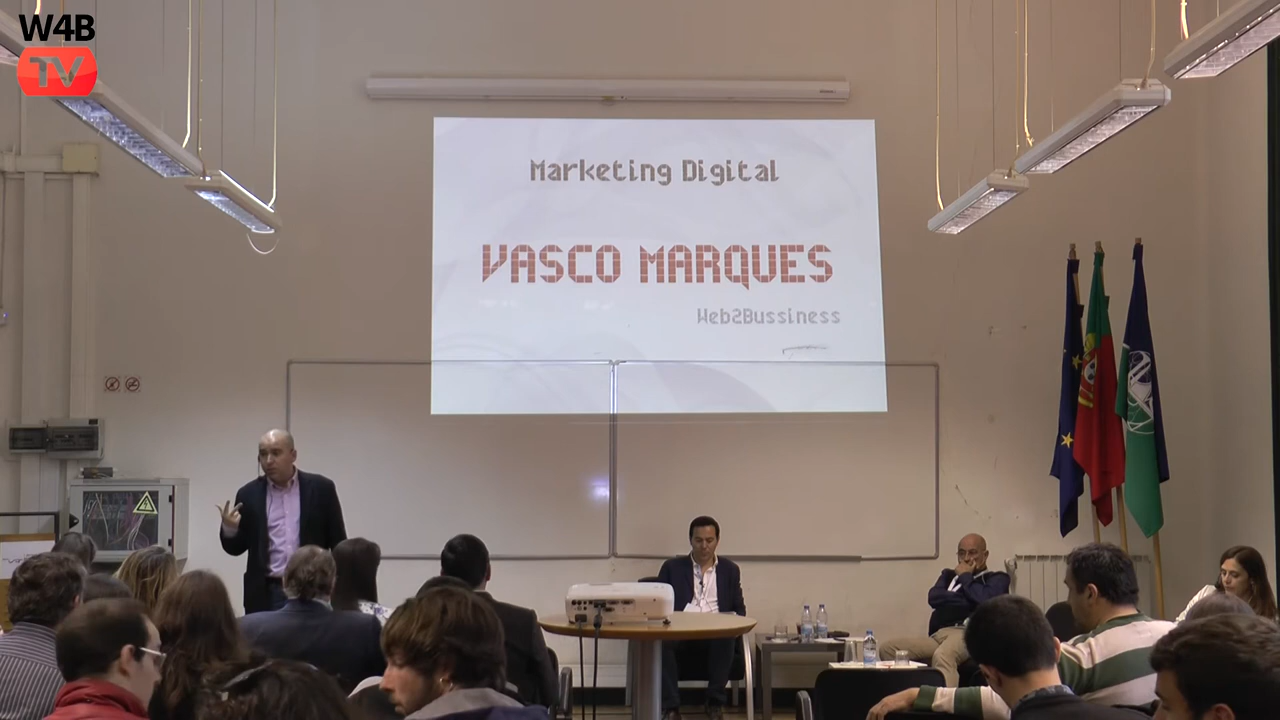 W4B
TV
Marketing Digital
VASCO MARQUES
Web2Bussiness